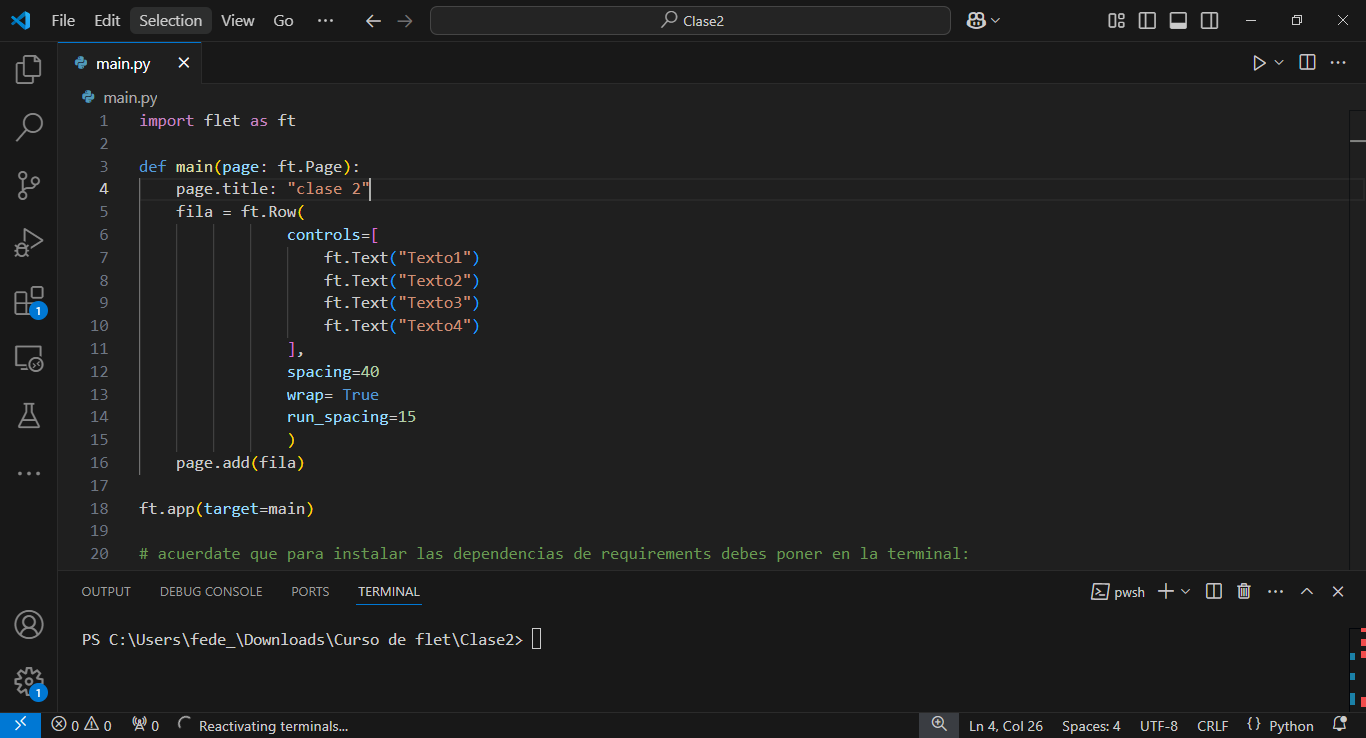 File Edit Selection View Go ··· Clase2
main.py
main.py
1 import flet as ft
2
3 def main(page: ft.Page):
4     page.title: "clase 2"
5     fila = ft.Row(
6                 controls=[
7                     ft.Text("Texto1")
8                     ft.Text("Texto2")
9                     ft.Text("Texto3")
10                     ft.Text("Texto4")
11                 ],
12                 spacing=40
13                 wrap= True
14                 run_spacing=15
15                 )
16     page.add(fila)
17
18 ft.app(target=main)
19
20 # acuerdate que para instalar las dependencias de requirements debes poner en la terminal:
1
OUTPUT DEBUG CONSOLE PORTS TERMINAL pwsh
PS C:\Users\fede_\Downloads\Curso de flet\Clase2>
1
0 0 0 Reactivating terminals... Ln 4, Col 26 Spaces: 4 UTF-8 CRLF {} Python